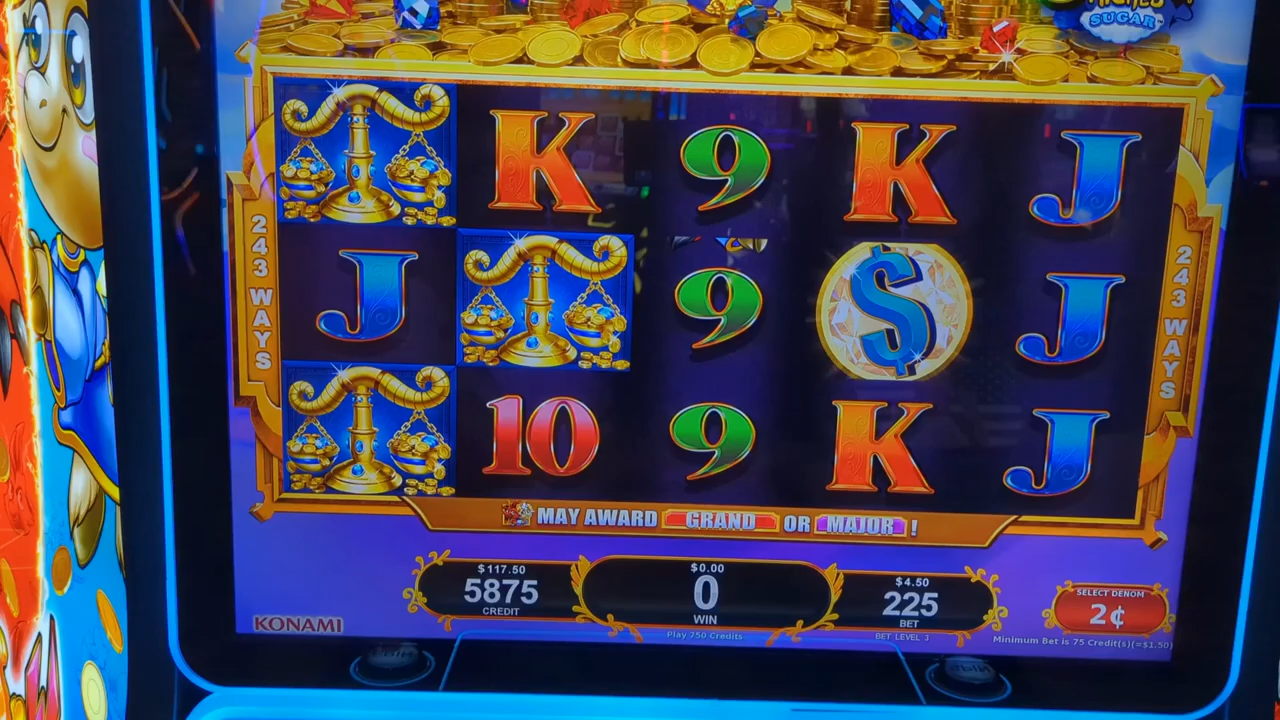 RICHES
SUGAR™
K 9 K J
J 9 $ J
10 9 K J
243 WAYS
243 WAYS
MAY AWARD GRAND OR MAJOR !
$117.50
5875
CREDIT
$0.00
0
WIN
$4.50
225
BET
SELECT DENOM
2¢
KONAMI
Play 750 Credits
BET LEVEL 3
Minimum Bet is 75 Credit(s)(=$1.50)